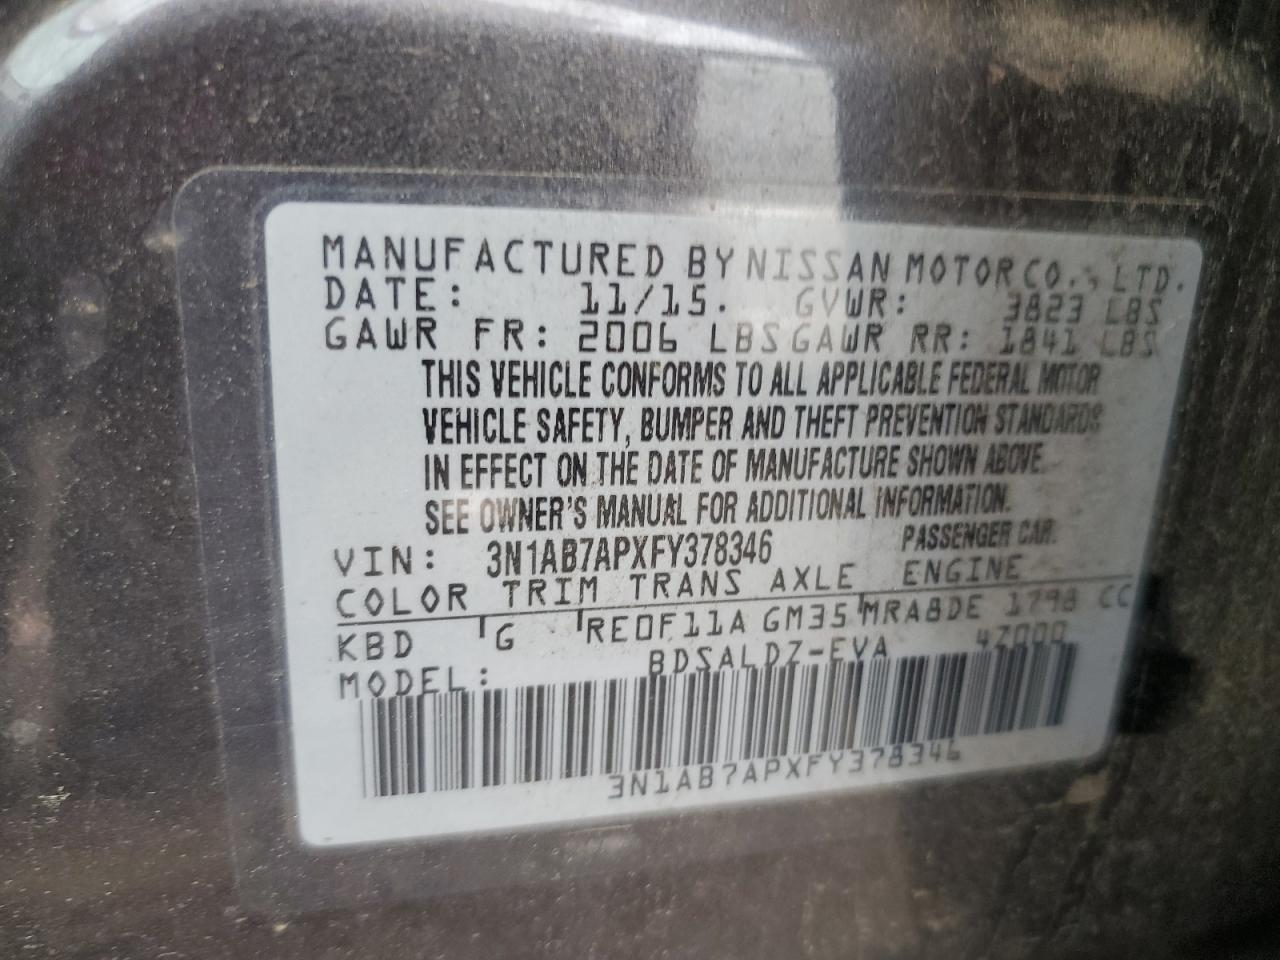 MANUFACTURED BY NISSAN MOTOR CO., LTD.
DATE: 11/15. GVWR: 3823 LBS
GAWR FR: 2006 LBS GAWR RR: 1841 LBS
THIS VEHICLE CONFORMS TO ALL APPLICABLE FEDERAL MOTOR
VEHICLE SAFETY, BUMPER AND THEFT PREVENTION STANDARDS
IN EFFECT ON THE DATE OF MANUFACTURE SHOWN ABOVE.
SEE OWNER'S MANUAL FOR ADDITIONAL INFORMATION.
VIN: 3N1AB7APXFY378346 PASSENGER CAR.
COLOR TRIM TRANS AXLE ENGINE
KBD G RE0F11A GM35 MRA8DE 1798 CC
MODEL: BDSALDZ-EVA 4Z000
3N1AB7APXFY378346